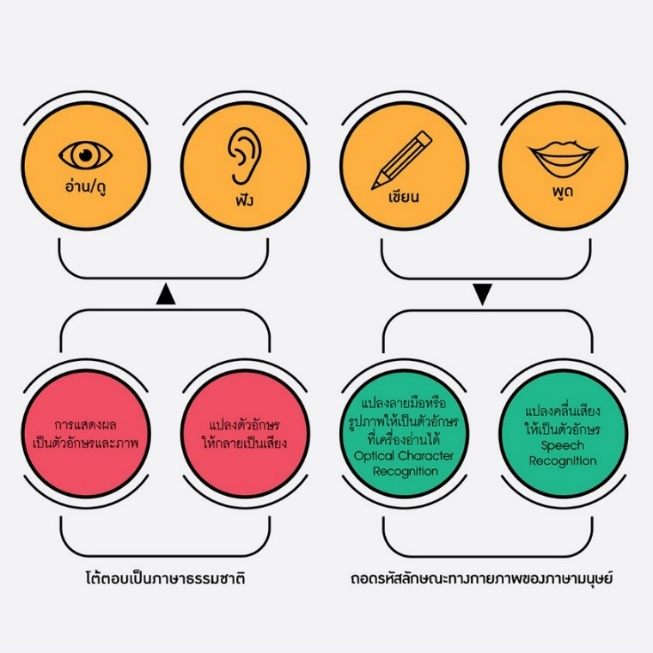 อ่าน/ดู
ฟัง
เขียน
พูด
การแสดงผล
เป็นตัวอักษรและภาพ
แปลงตัวอักษร
ให้กลายเป็นเสียง
แปลงลายมือหรือ
รูปภาพให้เป็นตัวอักษร
ที่เครื่องอ่านได้
Optical Character
Recognition
แปลงคลื่นเสียง
ให้เป็นตัวอักษร
Speech
Recognition
โต้ตอบเป็นภาษาธรรมชาติ
ถอดรหัสลักษณะทางกายภาพของภาษามนุษย์